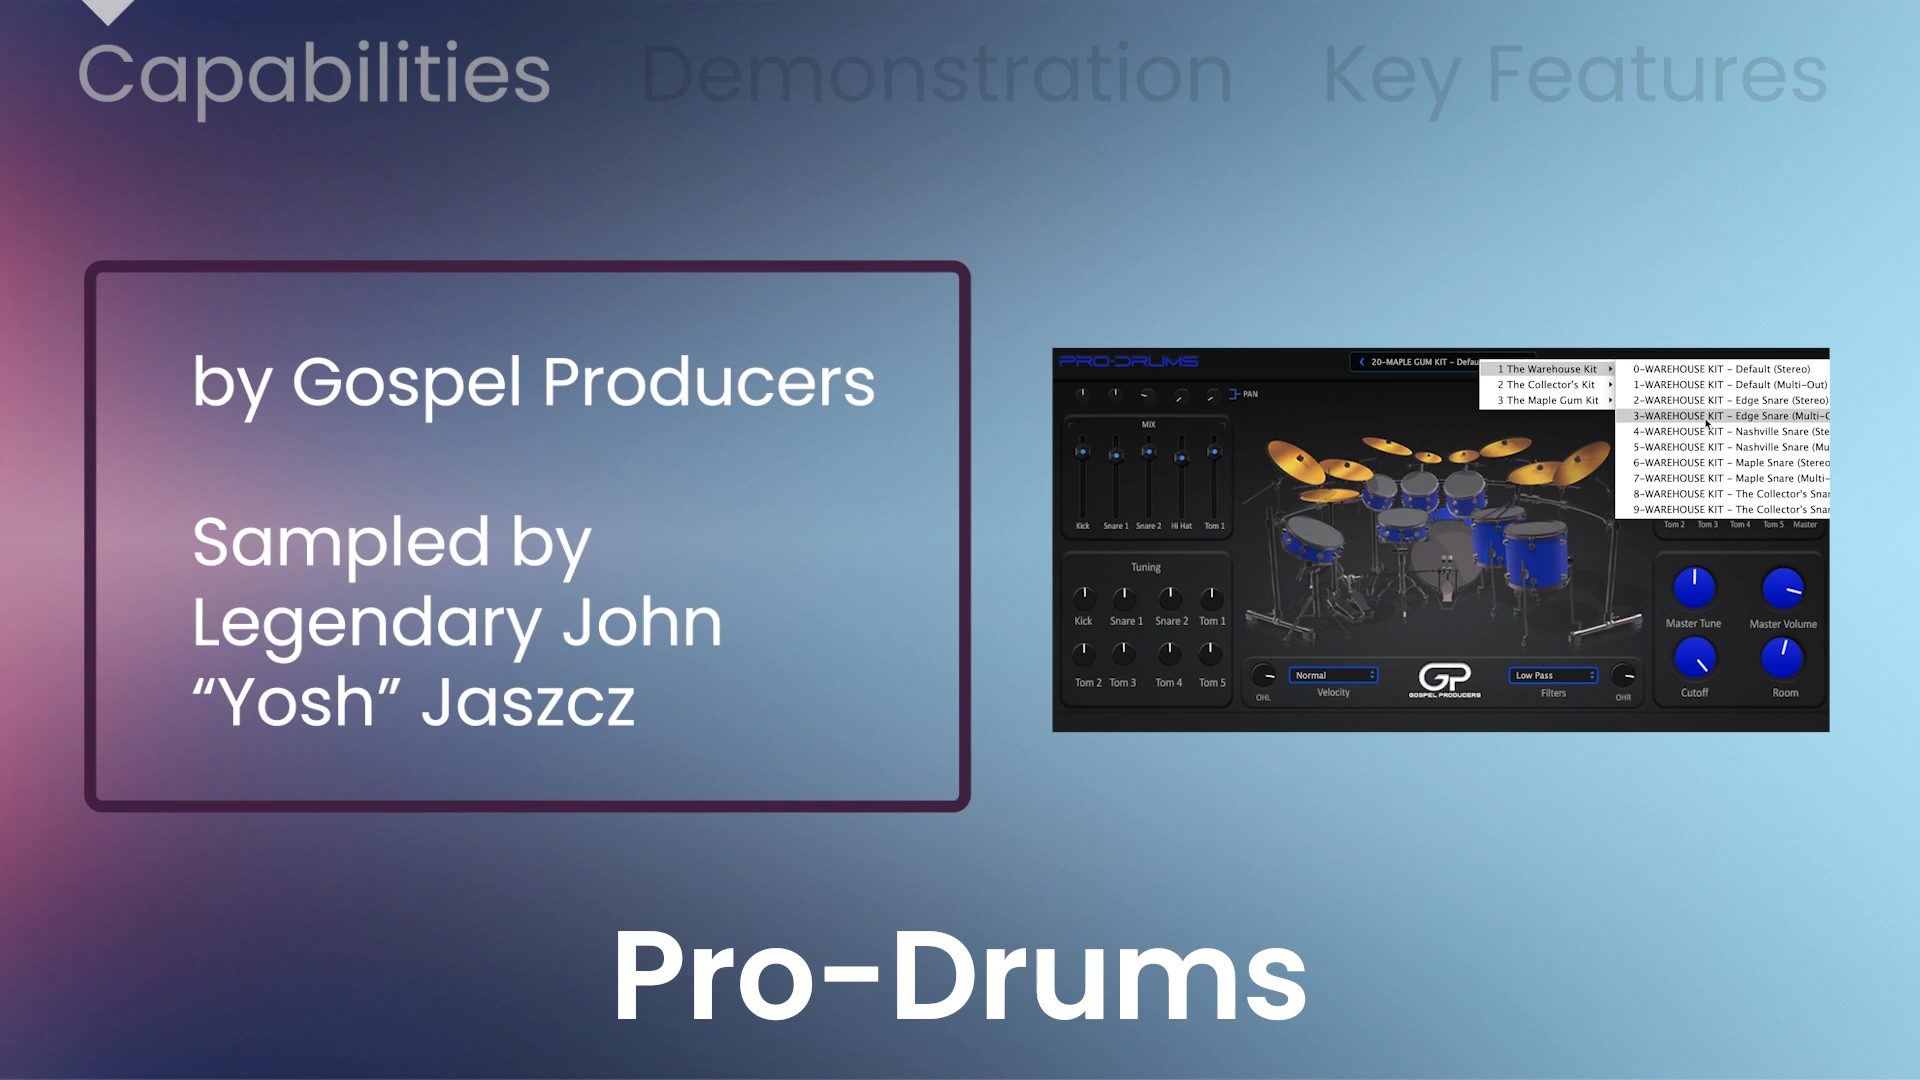 Capabilities
Demonstration
Key Features
by Gospel Producers
Sampled by
Legendary John
“Yosh” Jaszcz
PRO-DRUMS
20-MAPLE GUM KIT - Defau
PAN
MIX
Kick
Snare 1
Snare 2
Hi Hat
Tom 1
Tuning
Kick
Snare 1
Snare 2
Tom 1
Tom 2
Tom 3
Tom 4
Tom 5
1 The Warehouse Kit
2 The Collector's Kit
3 The Maple Gum Kit
0-WAREHOUSE KIT - Default (Stereo)
1-WAREHOUSE KIT - Default (Multi-Out)
2-WAREHOUSE KIT - Edge Snare (Stereo)
3-WAREHOUSE KIT - Edge Snare (Multi-O
4-WAREHOUSE KIT - Nashville Snare (Ste
5-WAREHOUSE KIT - Nashville Snare (Mu
6-WAREHOUSE KIT - Maple Snare (Stereo
7-WAREHOUSE KIT - Maple Snare (Multi-
8-WAREHOUSE KIT - The Collector's Snar
9-WAREHOUSE KIT - The Collector's Snar
Tom 2
Tom 3
Tom 4
Tom 5
Master
Master Tune
Master Volume
Cutoff
Room
OHL
Normal
Velocity
GP
GOSPEL PRODUCERS
Low Pass
Filters
OHR
Pro-Drums